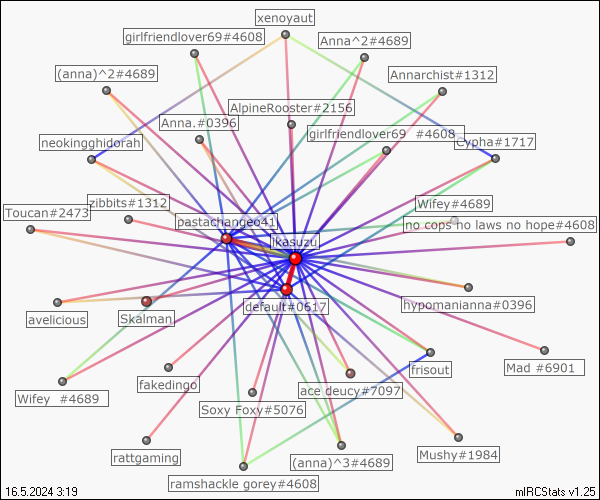 xenoyaut
girlfriendlover69#4608
Anna^2#4689
(anna)^2#4689
Annarchist#1312
AlpineRooster#2156
Anna.#0396
girlfriendlover69 #4608
neokingghidorah
Cypha#1717
zibbits#1312
Wifey#4689
Toucan#2473
pastachangeo41
no cops no laws no hope#4608
ikasuzu
default#0617
hypomanianna#0396
avelicious
Skalman
frisout
Mad #6901
fakedingo
ace deucy#7097
Wifey #4689
Soxy Foxy#5076
rattgaming
Mushy#1984
(anna)^3#4689
ramshackle gorey#4608
16.5.2024 3:19
mIRCStats v1.25